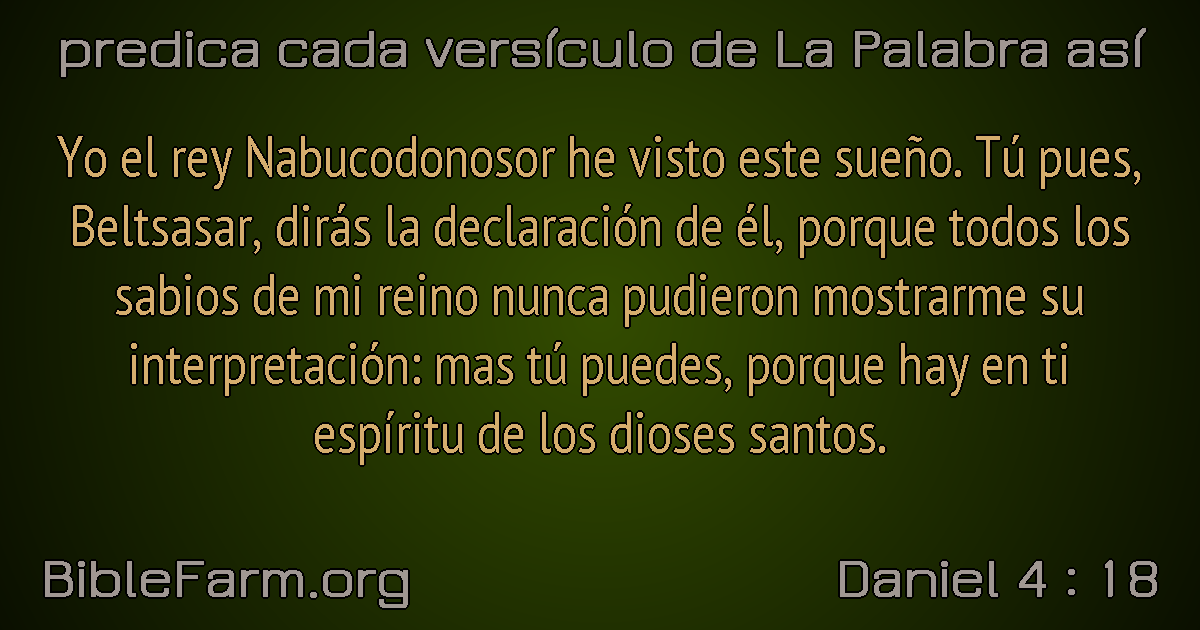 predica cada versículo de La Palabra así
Yo el rey Nabucodonosor he visto este sueño. Tú pues,
Beltsasar, dirás la declaración de él, porque todos los
sabios de mi reino nunca pudieron mostrarme su
interpretación: mas tú puedes, porque hay en ti
espíritu de los dioses santos.
BibleFarm.org
Daniel 4 : 18